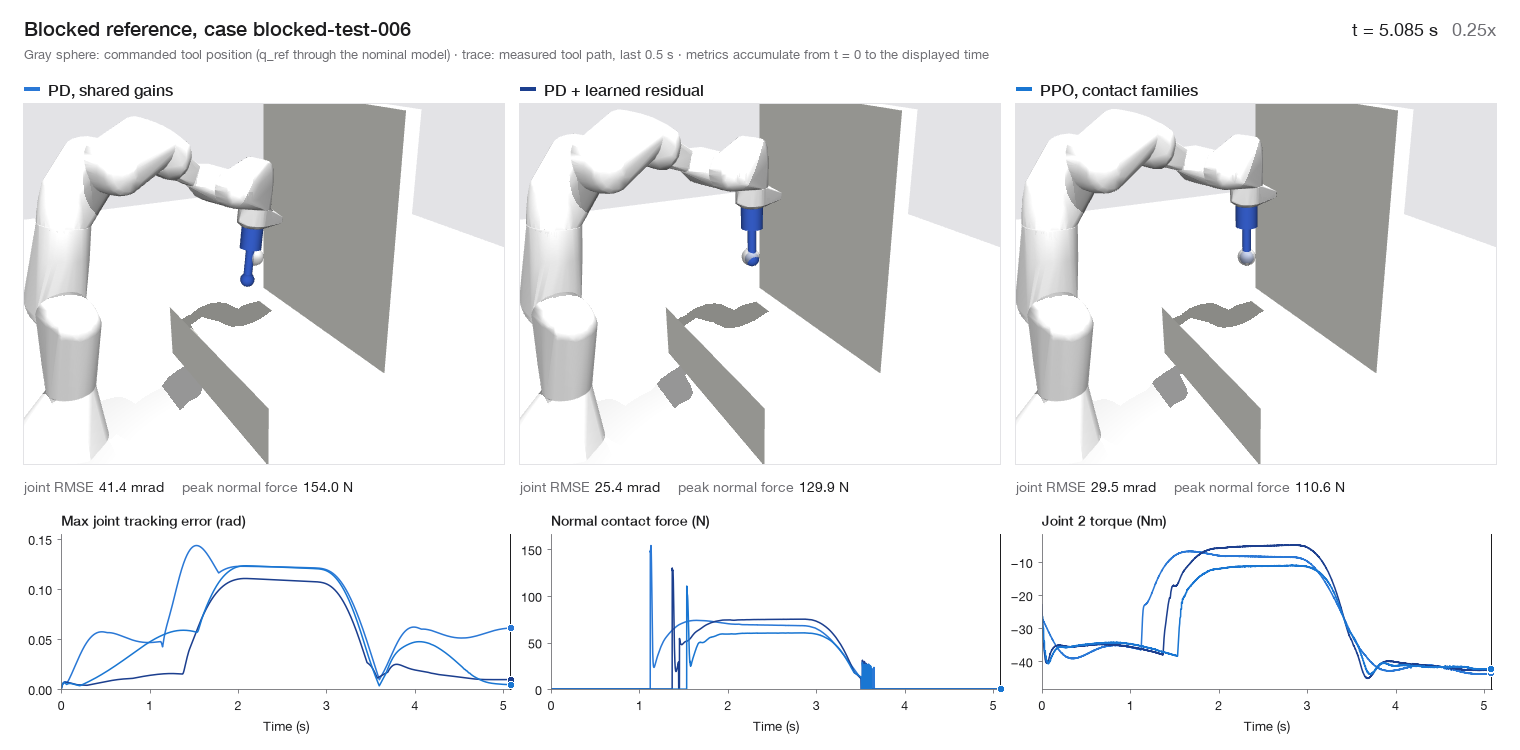 Blocked reference, case blocked-test-006
t = 5.085 s 0.25x
Gray sphere: commanded tool position (q_ref through the nominal model) · trace: measured tool path, last 0.5 s · metrics accumulate from t = 0 to the displayed time
PD, shared gains
PD + learned residual
PPO, contact families
joint RMSE 41.4 mrad peak normal force 154.0 N
joint RMSE 25.4 mrad peak normal force 129.9 N
joint RMSE 29.5 mrad peak normal force 110.6 N
Max joint tracking error (rad)
0.15
0.10
0.05
0.00
0 1 2 3 4 5
Time (s)
Normal contact force (N)
150
100
50
0
0 1 2 3 4 5
Time (s)
Joint 2 torque (Nm)
−10
−20
−30
−40
0 1 2 3 4 5
Time (s)